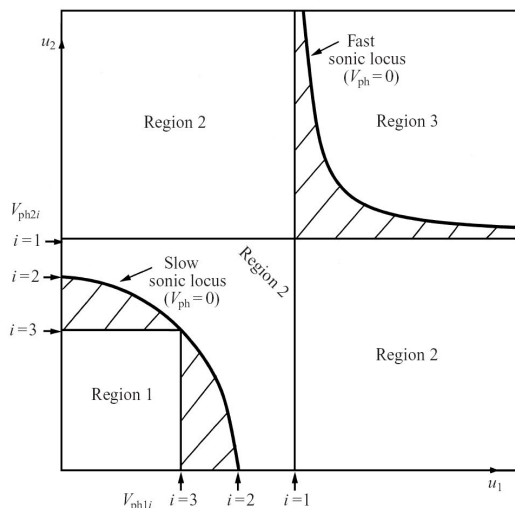 u2
Fast
sonic locus
(Vph=0)
Region 2
Region 3
Vph2i
i=1
i=2
i=3
Slow
sonic locus
(Vph=0)
Region 2
Region 1
Region 2
u1
Vph1i
i=3
i=2
i=1